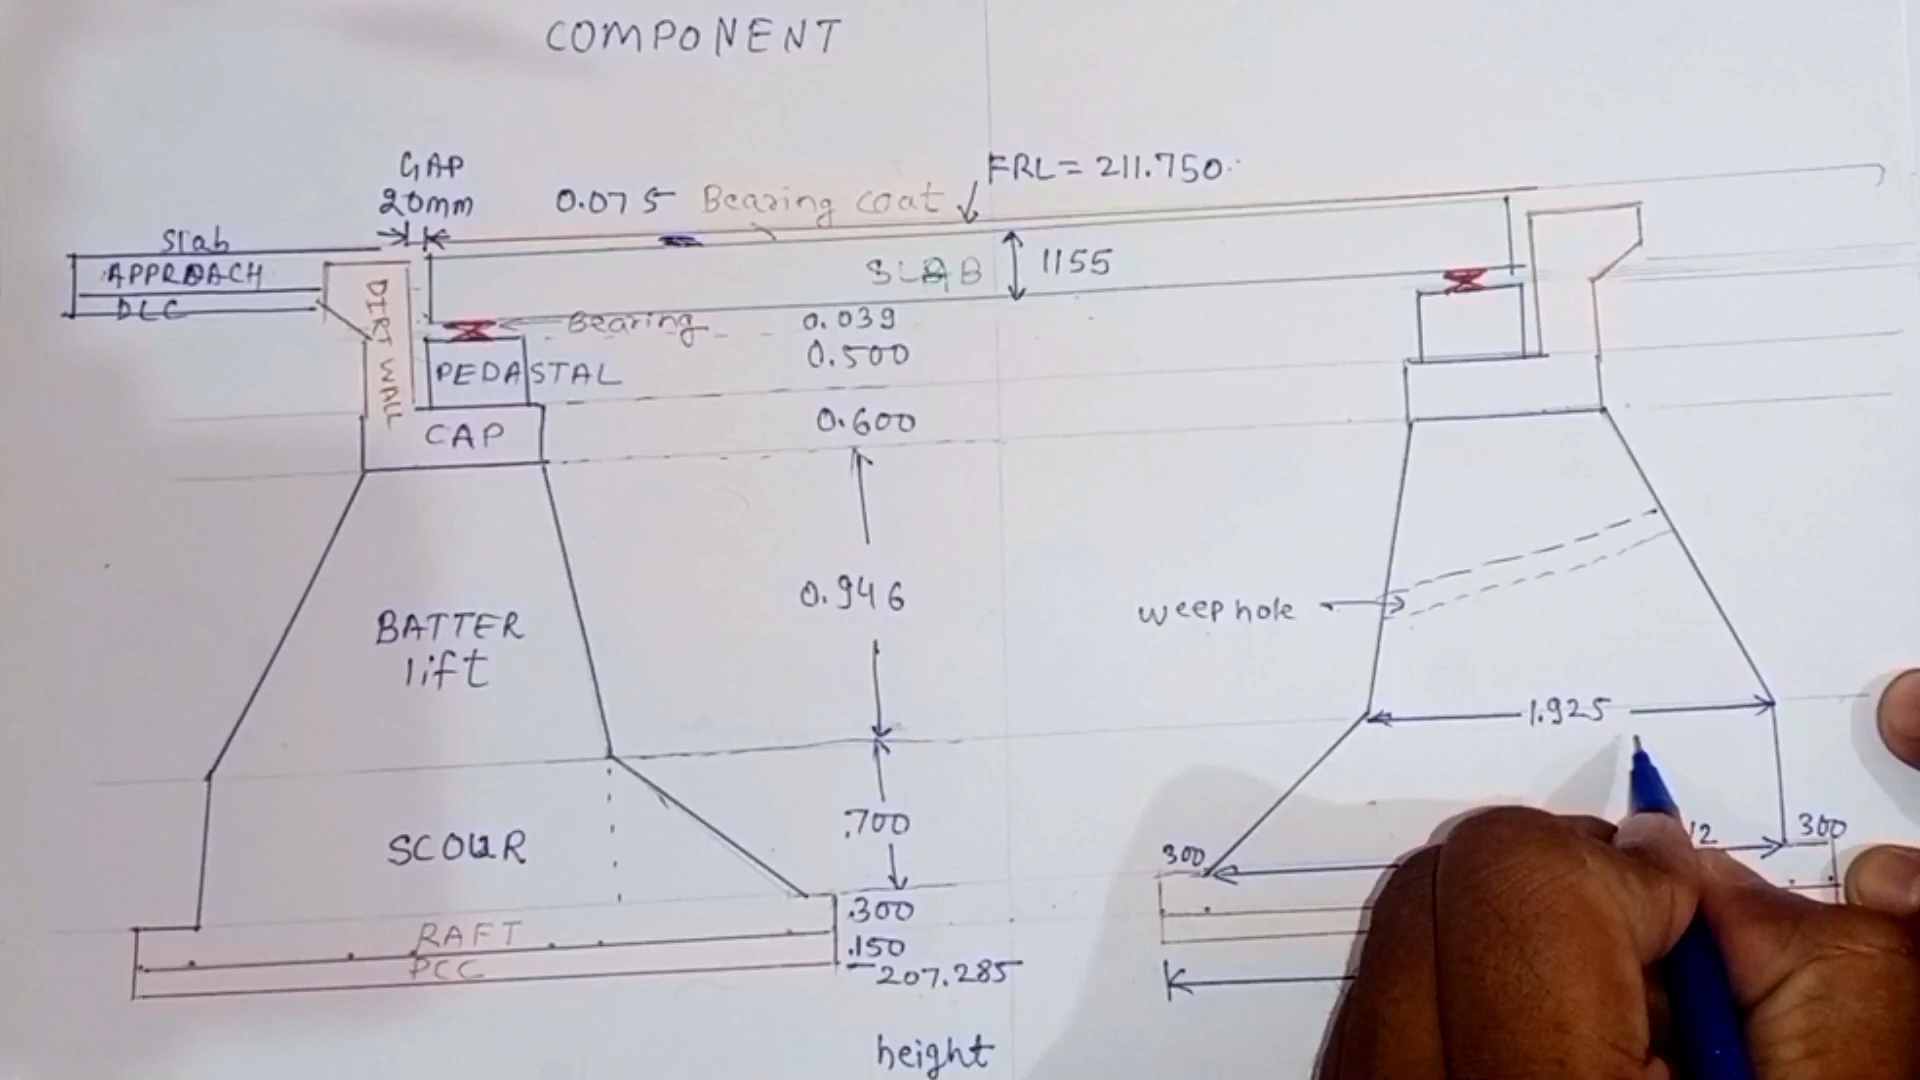 COMPONENT
GAP
20mm
0.075 Bearing coat
FRL = 211.750
Slab
APPROACH
DLC
DIRT WALL
SLAB
1155
Bearing
0.039
0.500
PEDASTAL
0.600
CAP
0.946
BATTER
lift
weep hole
1.925
.700
SCOUR
300
12
300
.300
RAFT
.150
PCC
207.285
height